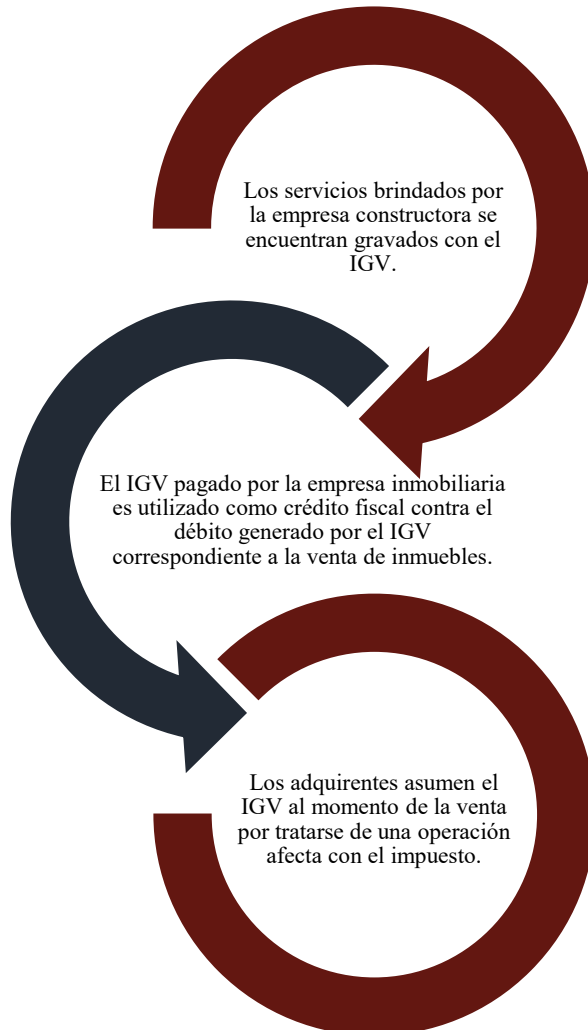 Los servicios brindados por
la empresa constructora se
encuentran gravados con el
IGV.
El IGV pagado por la empresa inmobiliaria
es utilizado como crédito fiscal contra el
débito generado por el IGV
correspondiente a la venta de inmuebles.
Los adquirentes asumen el
IGV al momento de la venta
por tratarse de una operación
afecta con el impuesto.